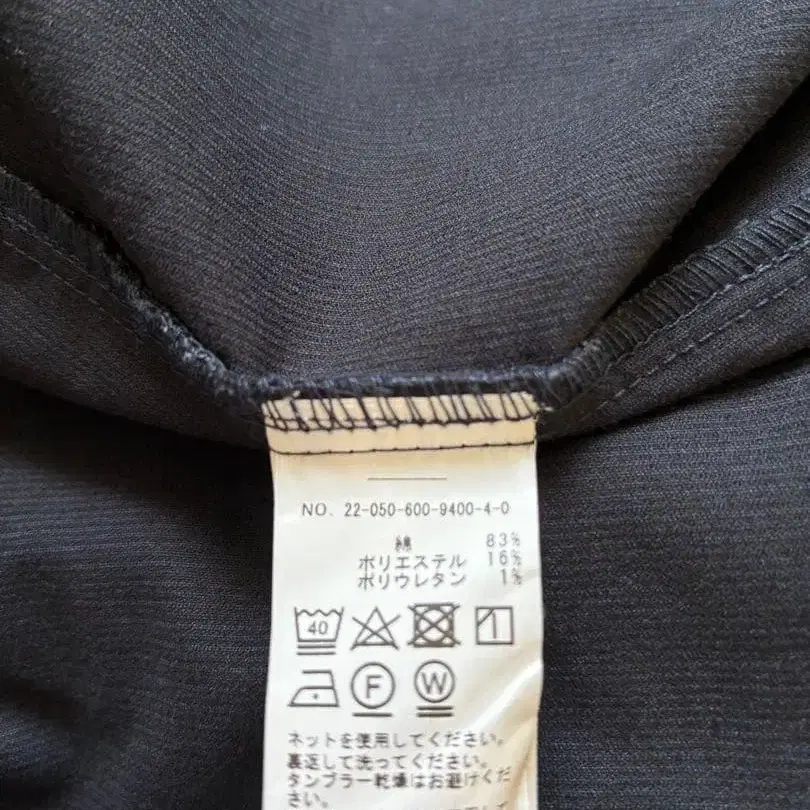 NO. 22-050-600-9400-4-0
綿 83%
ポリエステル 16%
ポリウレタン 1%
40
F W
ネットを使用してください。
裏返して洗ってください。
タンブラー乾燥はお避けくだ
さい。